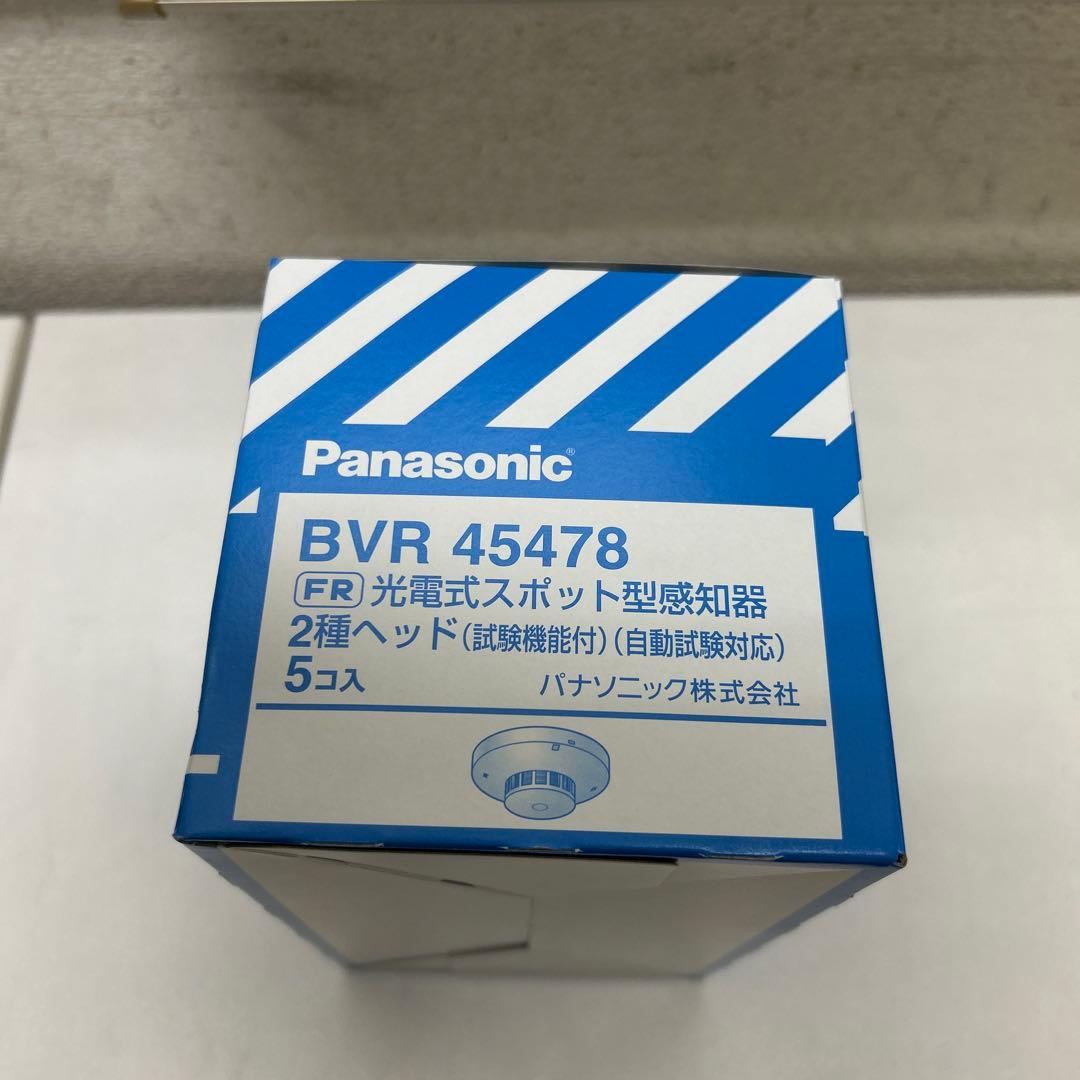 Panasonic®
BVR 45478
FR 光電式スポット型感知器
2種ヘッド(試験機能付)(自動試験対応)
5コ入 パナソニック株式会社